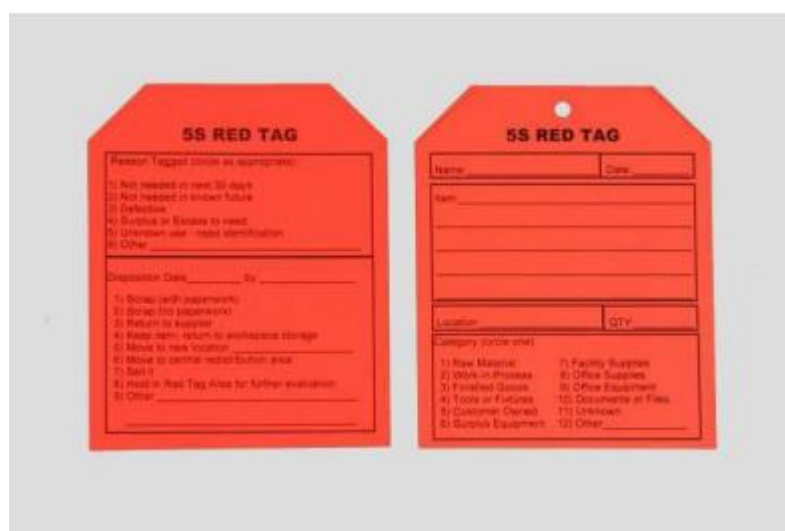 5S RED TAG
Reason Tagged (circle as appropriate)
1) Not needed in next 30 days
2) Not needed in known future
3) Defective
4) Surplus or Excess to need
5) Unknown use - need identification
6) Other
Disposition Date by
1) Scrap (with paperwork)
2) Scrap (no paperwork)
3) Return to supplier
4) Keep item, return to workspace storage
5) Move to new location
6) Move to central redistribution area
7) Sell it
8) Hold in Red Tag Area for further evaluation
9) Other
5S RED TAG
Name Date
Item
Location QTY
Category (circle one)
1) Raw Material 7) Facility Supplies
2) Work-in-Process 8) Office Supplies
3) Finished Goods 9) Office Equipment
4) Tools or Fixtures 10) Documents or Files
5) Customer Owned 11) Unknown
6) Surplus Equipment 12) Other